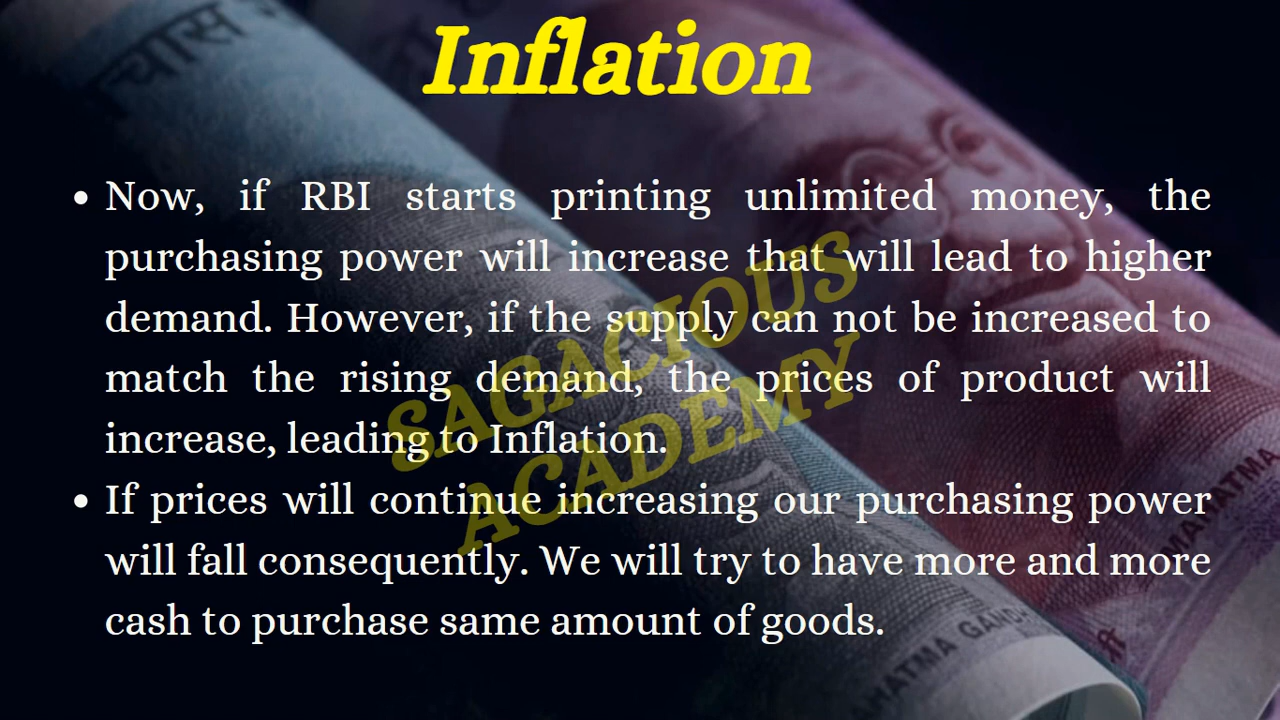 Inflation
न्यास
• Now, if RBI starts printing unlimited money, the
purchasing power will increase that will lead to higher
demand. However, if the supply can not be increased to
match the rising demand, the prices of product will
increase, leading to Inflation.
• If prices will continue increasing our purchasing power
will fall consequently. We will try to have more and more
cash to purchase same amount of goods.
SAGACIOUS
ACADEMY
MAHATMA
MAHATMA GANDH